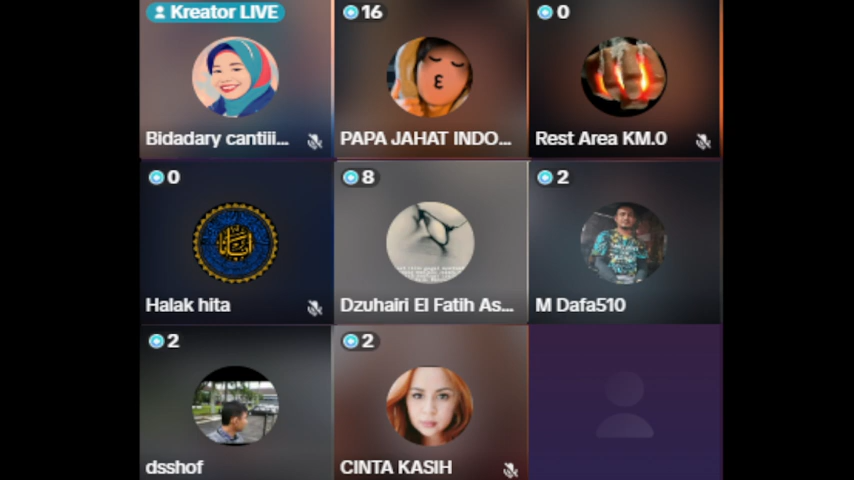 Kreator LIVE
16
0
Bidadary cantiii...
PAPA JAHAT INDO...
Rest Area KM.0
0
8
2
Halak hita
Dzuhairi El Fatih As...
M Dafa510
2
2
dsshof
CINTA KASIH